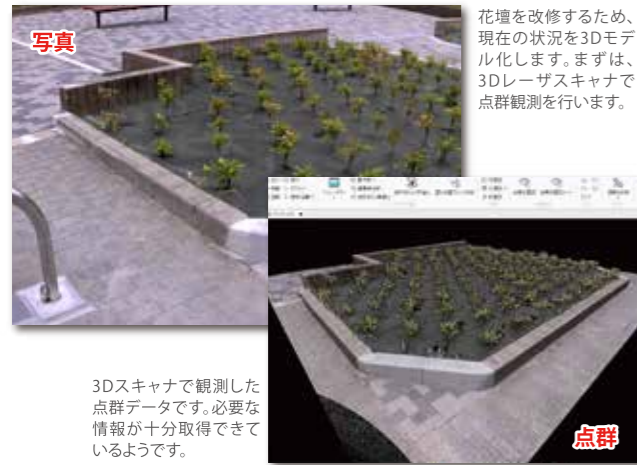 写真
花壇を改修するため、
現在の状況を3Dモデ
ル化します。まずは、
3Dレーザスキャナで
点群観測を行います。
3Dスキャナで観測した
点群データです。必要な
情報が十分取得できて
いるようです。
点群